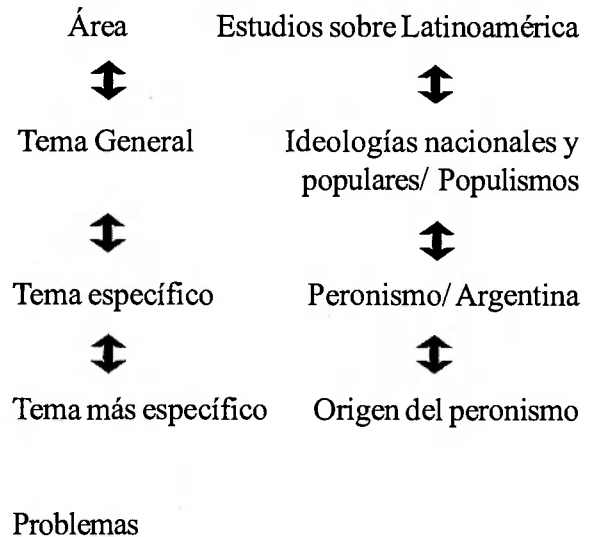 Área Estudios sobre Latinoamérica
Tema General Ideologías nacionales y
populares/ Populismos
Tema específico Peronismo/ Argentina
Tema más específico Origen del peronismo
Problemas